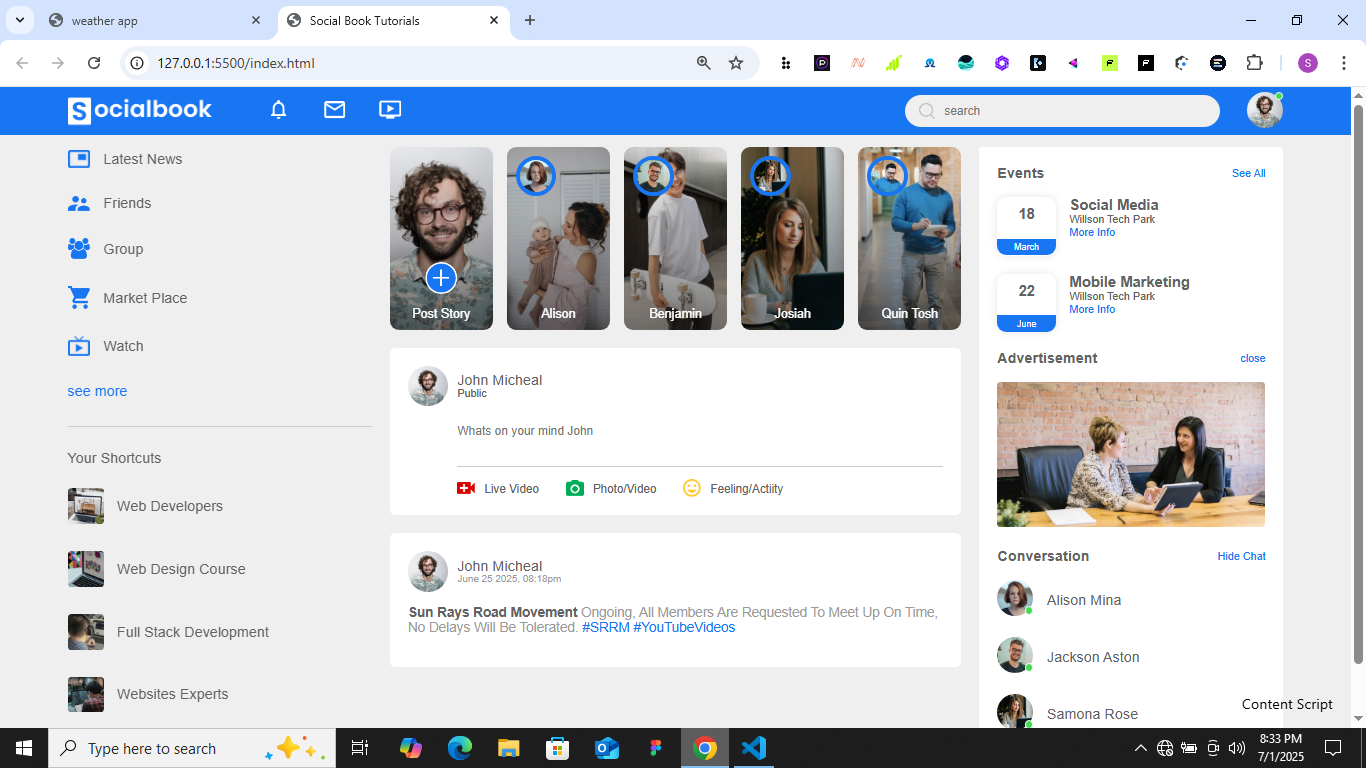 weather app
Social Book Tutorials
127.0.0.1:5500/index.html
S
Socialbook
search
Latest News
Friends
Group
Market Place
Watch
see more
Your Shortcuts
Web Developers
Web Design Course
Full Stack Development
Websites Experts
Post Story
Alison
Benjamin
Josiah
Quin Tosh
John Micheal
Public
Whats on your mind John
Live Video
Photo/Video
Feeling/Actiity
John Micheal
June 25 2025, 08:18pm
Sun Rays Road Movement Ongoing, All Members Are Requested To Meet Up On Time,
No Delays Will Be Tolerated. #SRRM #YouTubeVideos
Events
See All
18
March
Social Media
Willson Tech Park
More Info
22
June
Mobile Marketing
Willson Tech Park
More Info
Advertisement
close
Conversation
Hide Chat
Alison Mina
Jackson Aston
Samona Rose
Content Script
Type here to search
8:33 PM
7/1/2025